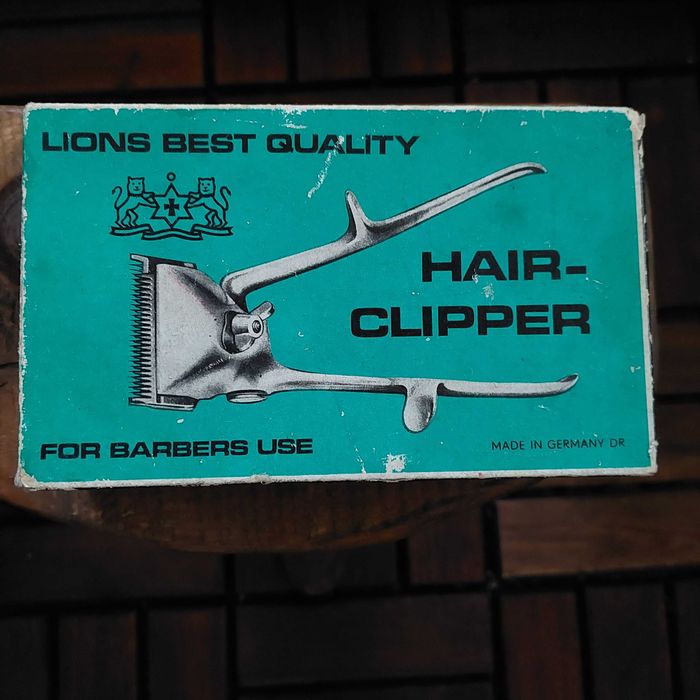 LIONS BEST QUALITY
HAIR-
CLIPPER
FOR BARBERS USE
MADE IN GERMANY DR